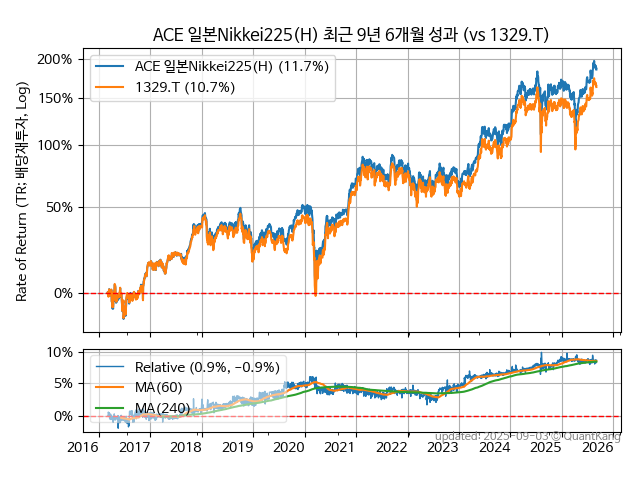 ACE 일본Nikkei225(H) 최근 9년 6개월 성과 (vs 1329.T)
Rate of Return (TR: 배당재투자, Log)
200%
150%
100%
50%
0%
ACE 일본Nikkei225(H) (11.7%)
1329.T (10.7%)
10%
5%
0%
Relative (0.9%, −0.9%)
MA(60)
MA(240)
2016 2017 2018 2019 2020 2021 2022 2023 2024 2025 2026
updated: 2025-09-03 © QuantKang